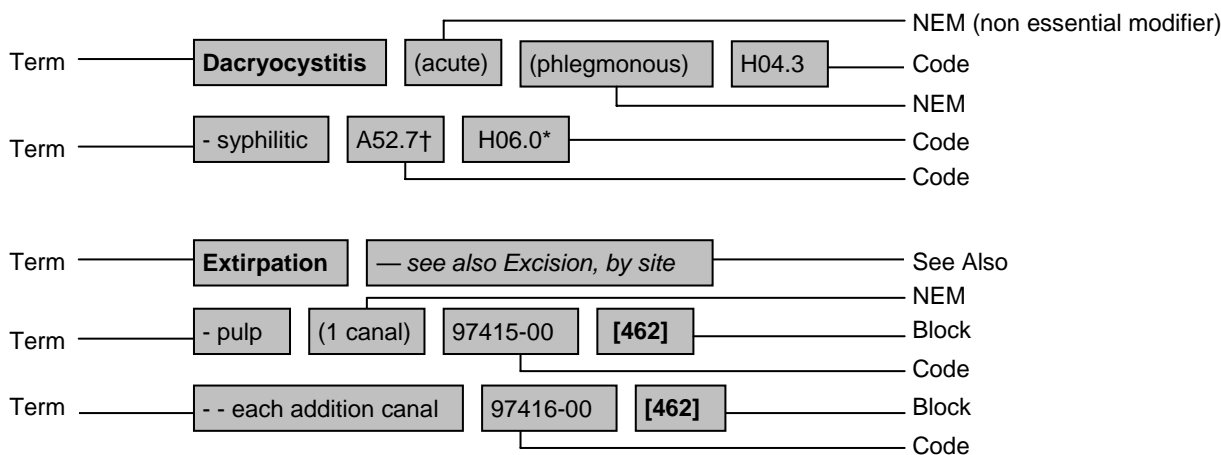 NEM (non essential modifier)
Term Dacryocystitis (acute) (phlegmonous) H04.3 Code
NEM
Term - syphilitic A52.7† H06.0* Code
Code
Term Extirpation — see also Excision, by site See Also
NEM
Term - pulp (1 canal) 97415-00 [462] Block
Code
Term - - each addition canal 97416-00 [462] Block
Code